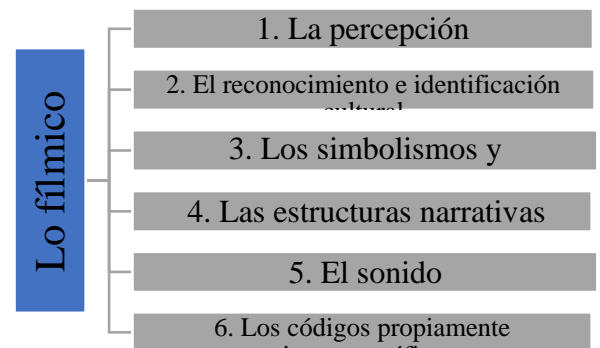 Lo fílmico
1. La percepción
2. El reconocimiento e identificación
cultural
3. Los simbolismos y
4. Las estructuras narrativas
5. El sonido
6. Los códigos propiamente